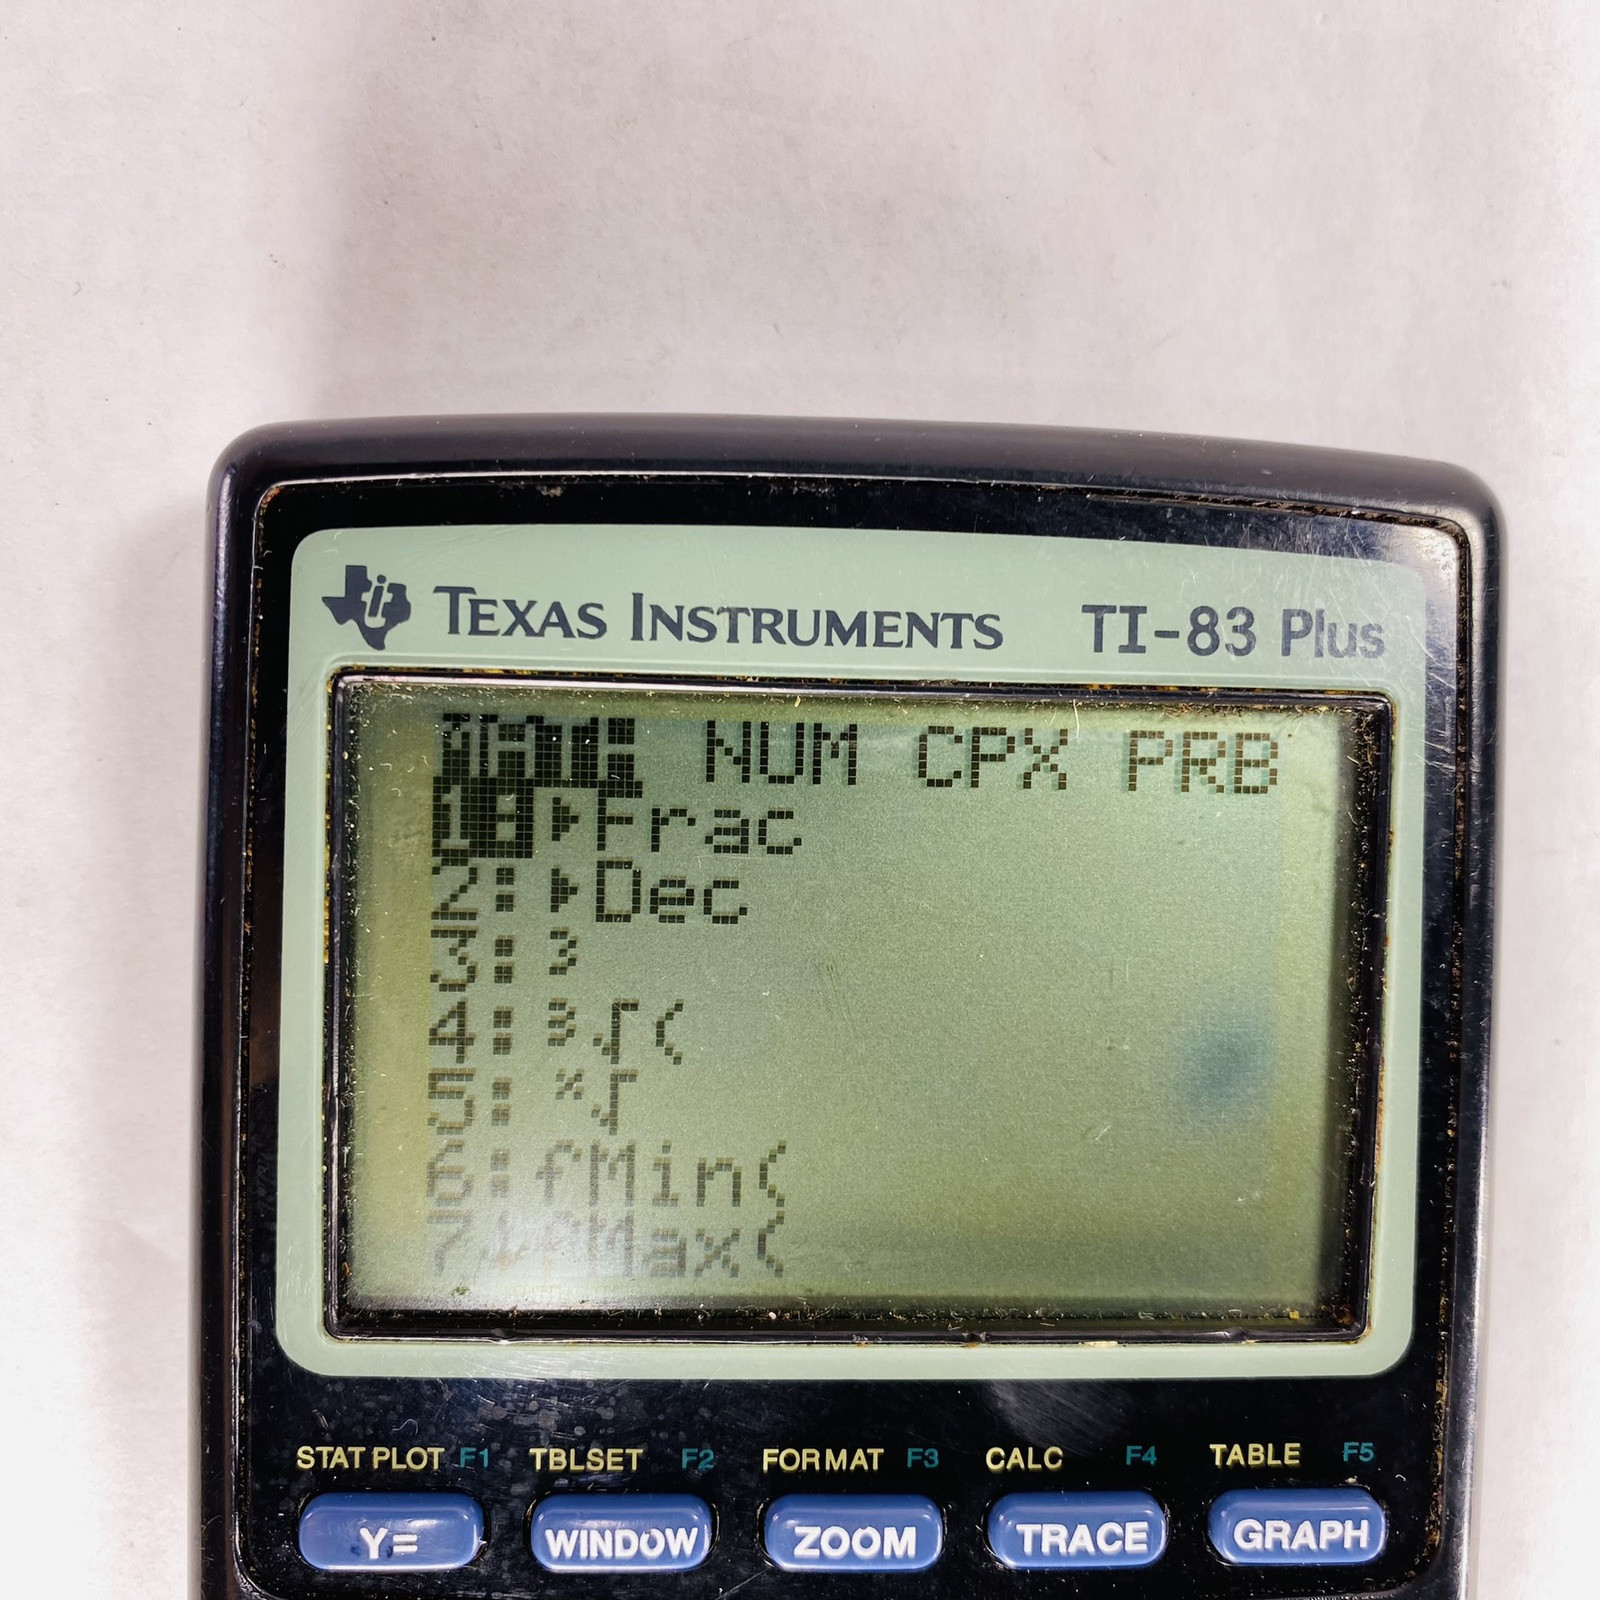 TEXAS INSTRUMENTS TI-83 Plus
MATH NUM CPX PRB
1:▸Frac
2:▸Dec
3:³
4:³√(
5:ˣ√
6:fMin(
7↓fMax(
STAT PLOT F1 TBLSET F2 FORMAT F3 CALC F4 TABLE F5
Y= WINDOW ZOOM TRACE GRAPH